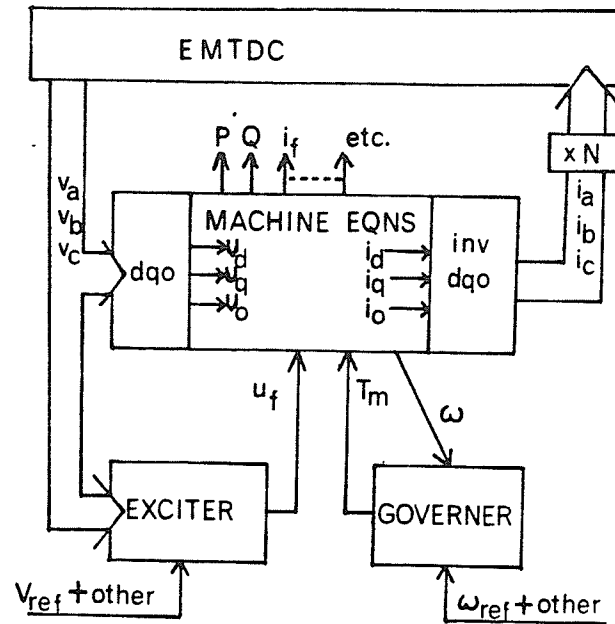 EMTDC
P Q i_f etc.
x N
v_a
v_b
v_c
i_a
i_b
i_c
dqo
MACHINE EQNS
u_d
u_q
u_o
i_d
i_q
i_o
inv
dqo
u_f
T_m
ω
EXCITER
GOVERNER
V_ref + other
ω_ref + other